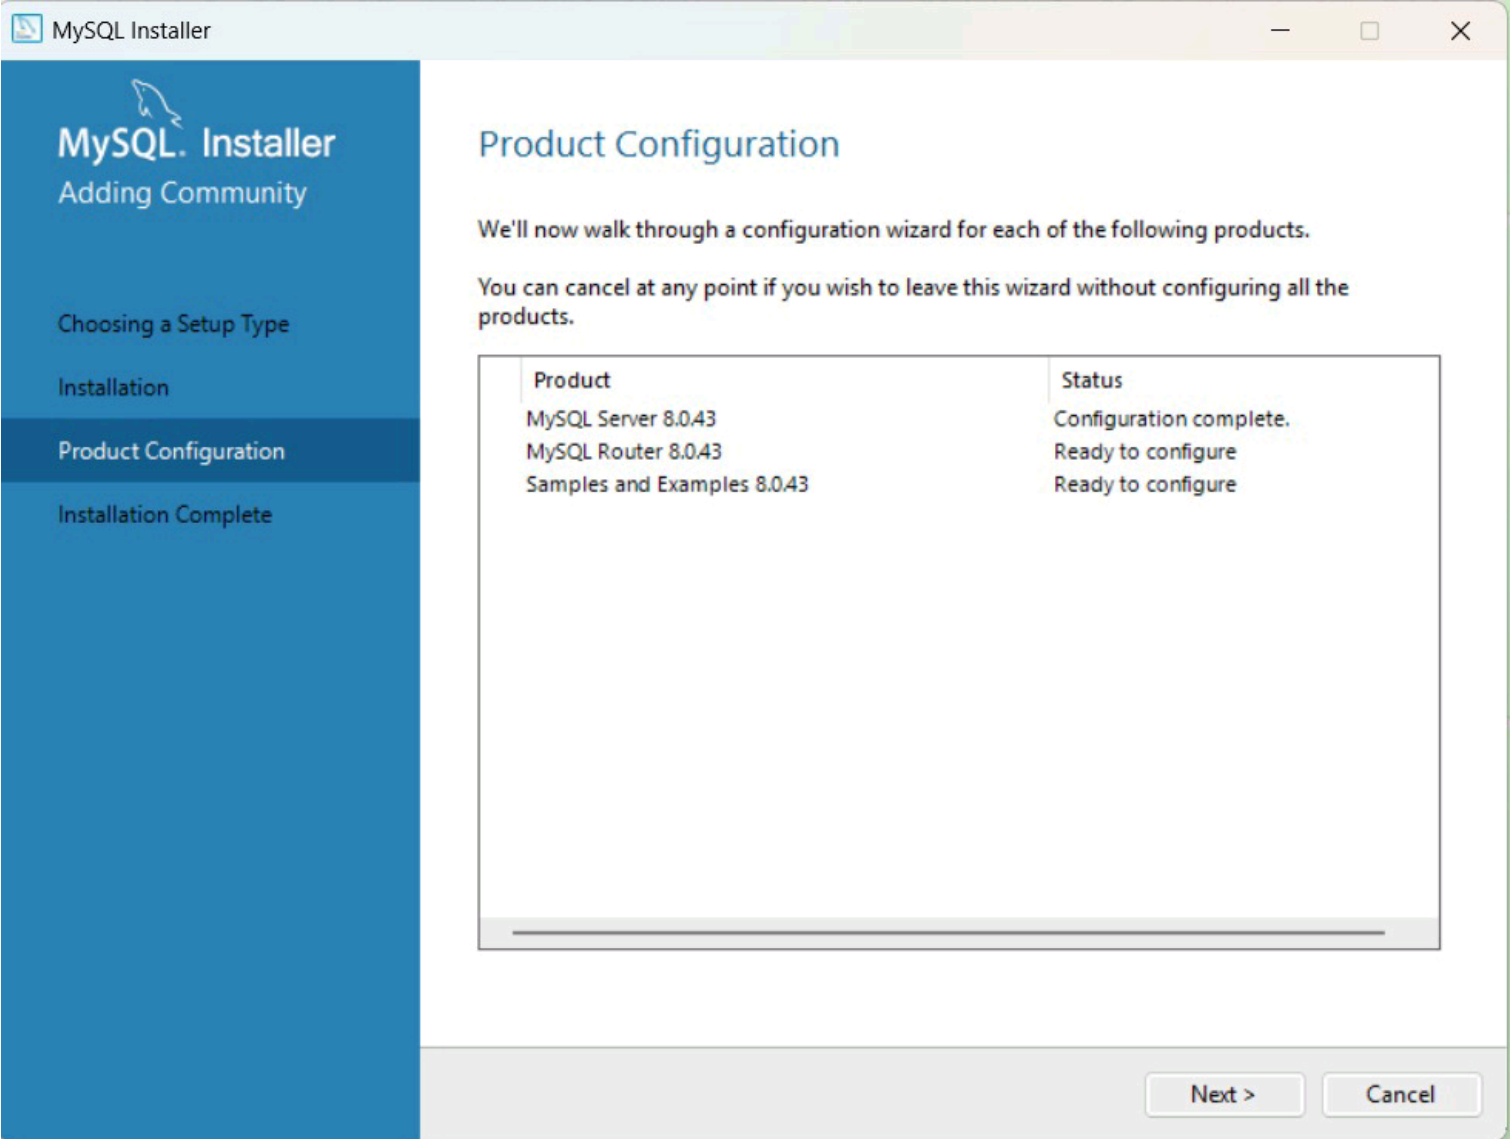 MySQL Installer
MySQL. Installer
Adding Community
Choosing a Setup Type
Installation
Product Configuration
Installation Complete
Product Configuration
We'll now walk through a configuration wizard for each of the following products.
You can cancel at any point if you wish to leave this wizard without configuring all the
products.
Product Status
MySQL Server 8.0.43 Configuration complete.
MySQL Router 8.0.43 Ready to configure
Samples and Examples 8.0.43 Ready to configure
Next > Cancel